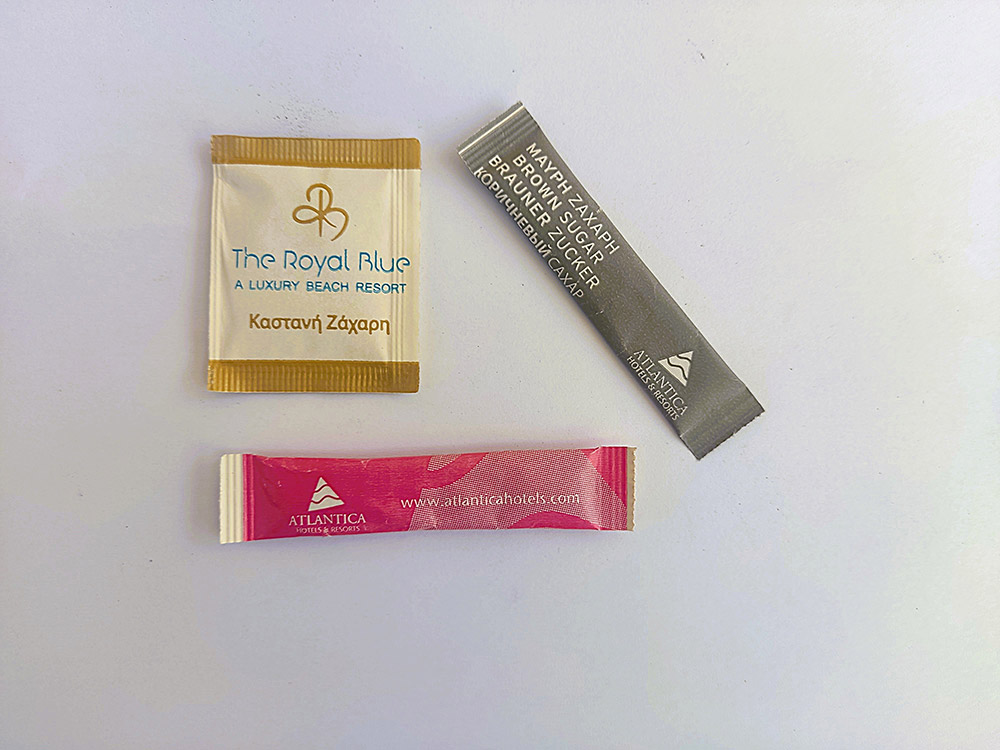 The Royal Blue
A LUXURY BEACH RESORT
Καστανή Ζάχαρη
ΜΑΥΡΗ ΖΑΧΑΡΗ
BROWN SUGAR
BRAUNER ZUCKER
КОРИЧНЕВЫЙ САХАР
ATLANTICA
HOTELS & RESORTS
ATLANTICA
HOTELS & RESORTS
www.atlanticahotels.com